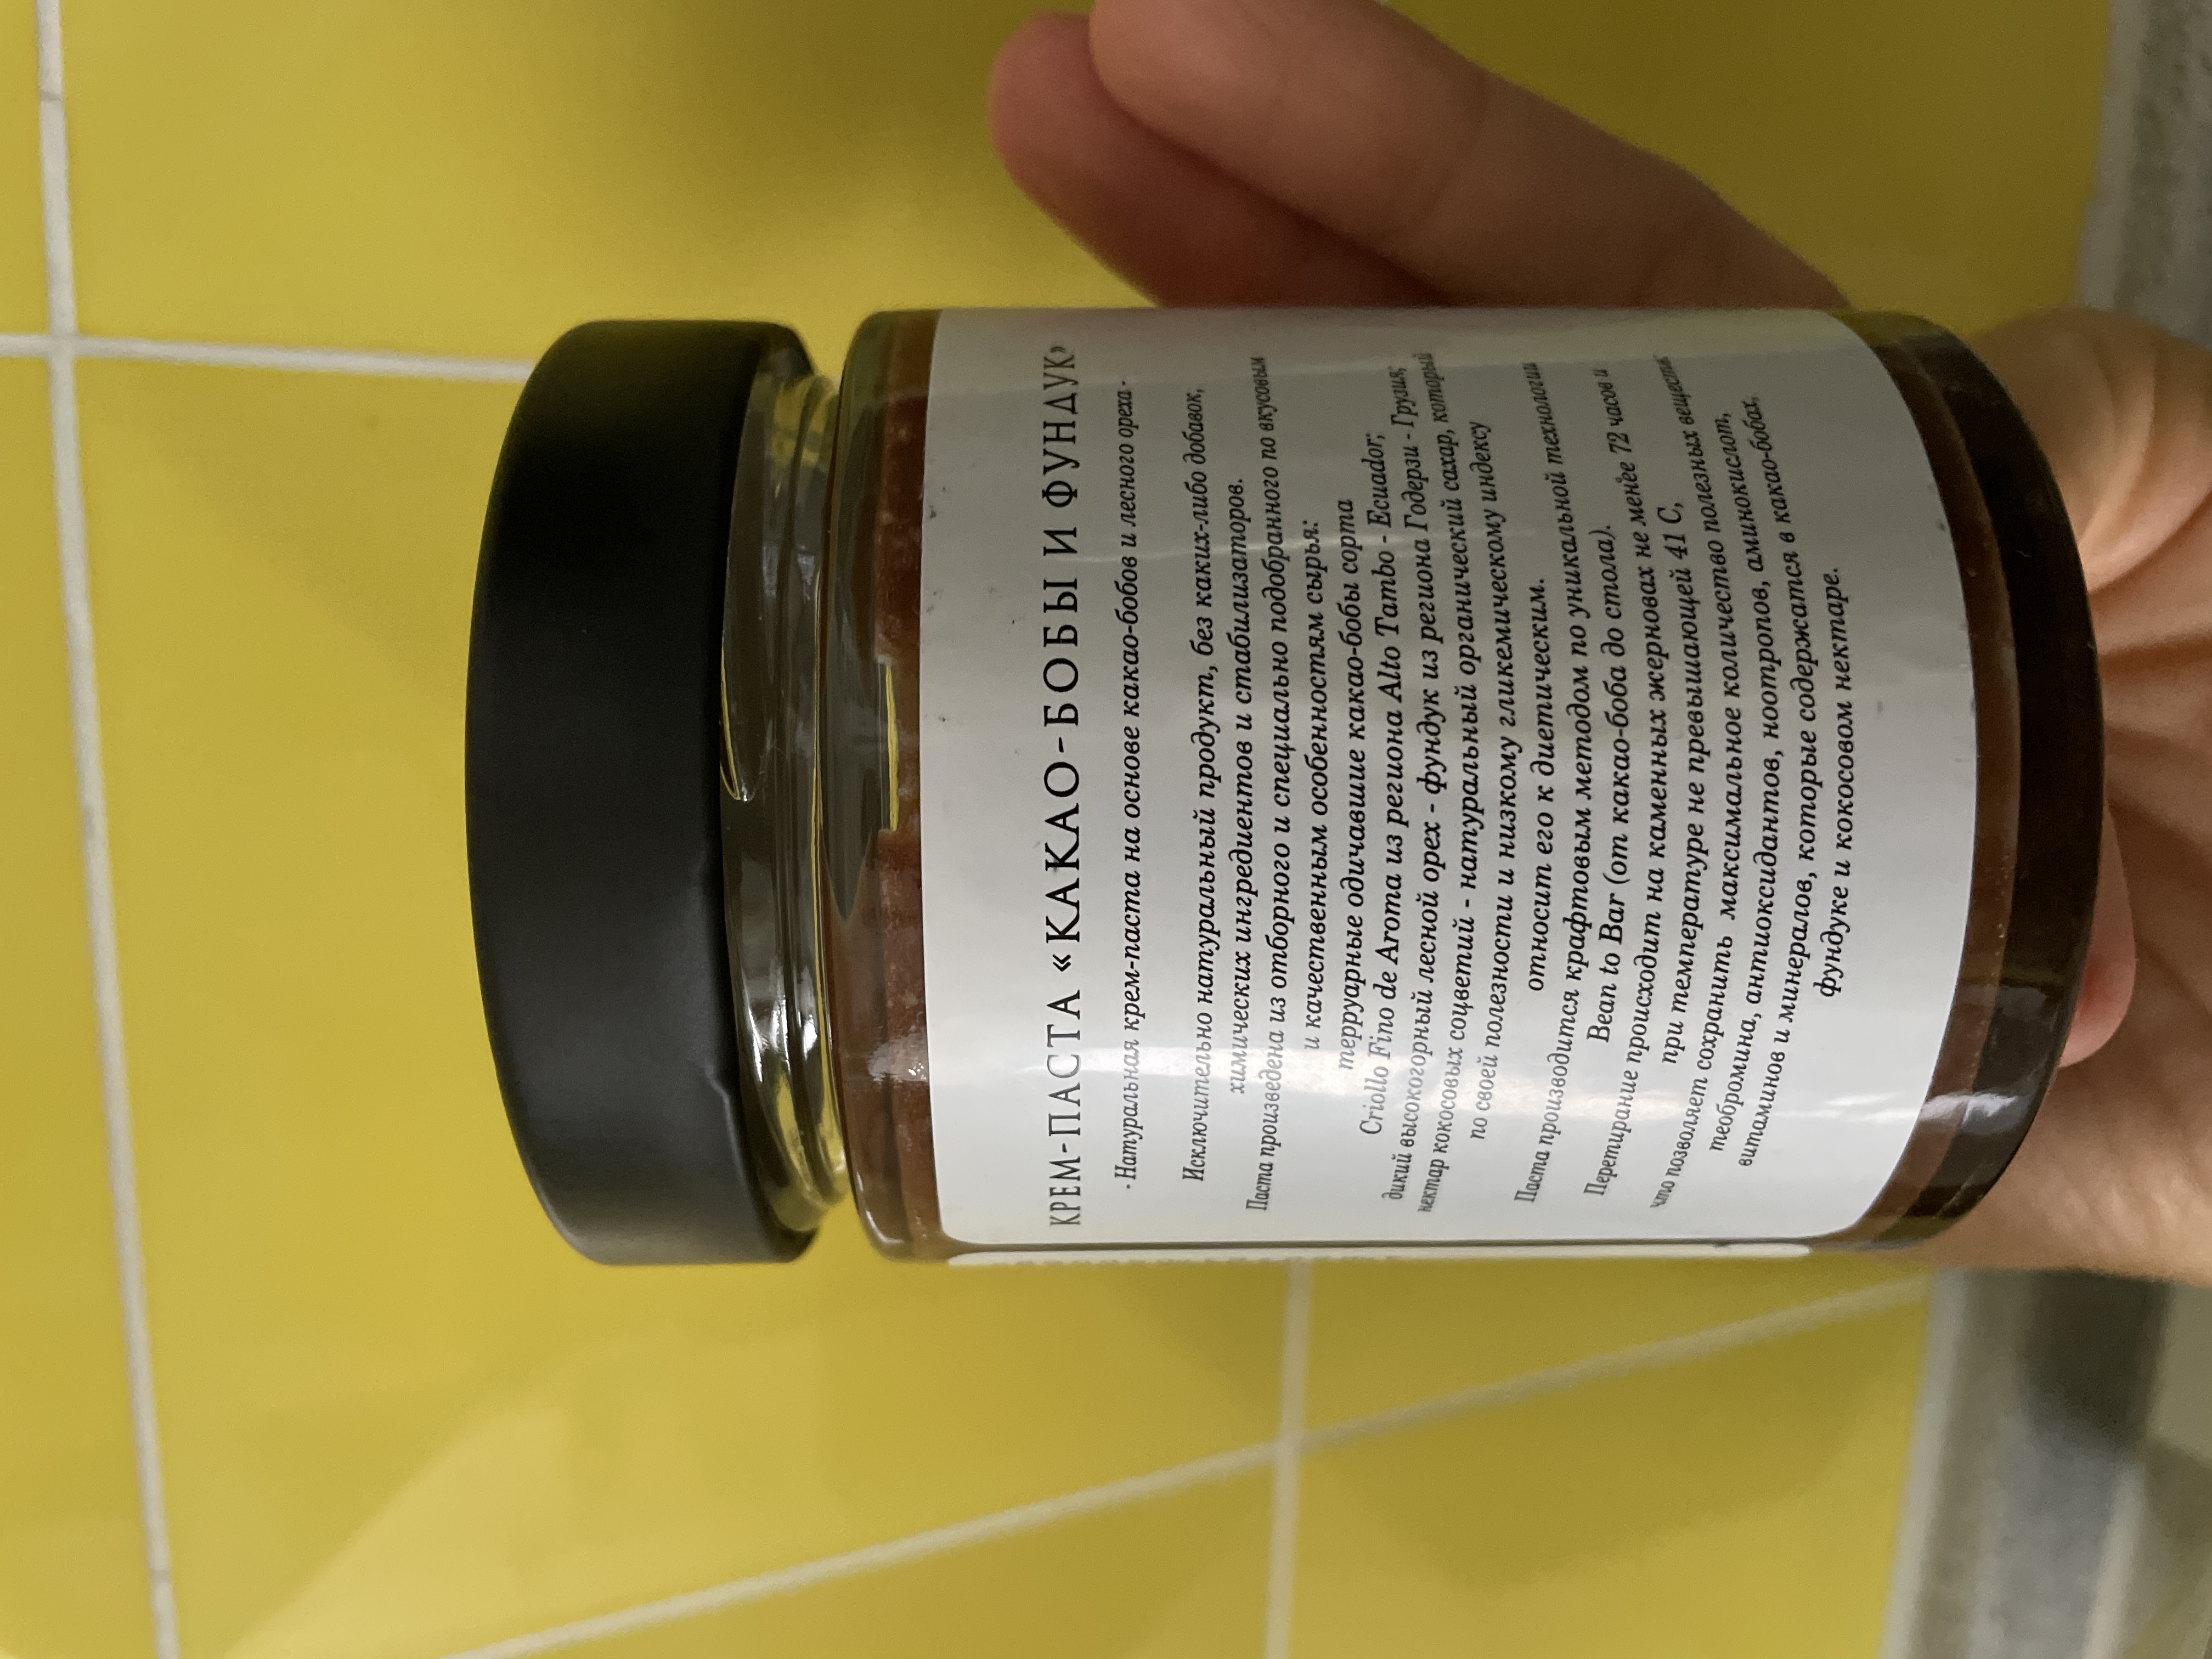 КРЕМ-ПАСТА «КАКАО-БОБЫ И ФУНДУК»
- Натуральная крем-паста на основе какао-бобов и лесного ореха -
Исключительно натуральный продукт, без каких-либо добавок,
химических ингредиентов и стабилизаторов.
Паста произведена из отборного и специально подобранного по вкусовым
и качественным особенностям сырья:
терруарные одичавшие какао-бобы сорта
Criollo Fino de Aroma из региона Alto Tambo - Ecuador;
дикий высокогорный лесной орех - фундук из региона Годерзи - Грузия;
нектар кокосовых соцветий - натуральный органический сахар, который
по своей полезности и низкому гликемическому индексу
относит его к диетическим.
Паста производится крафтовым методом по уникальной технологии
Bean to Bar (от какао-боба до стола).
Перетирание происходит на каменных жерновах не менее 72 часов и
при температуре не превышающей 41 С,
что позволяет сохранить максимальное количество полезных веществ:
теобромина, антиоксидантов, ноотропов, аминокислот,
витаминов и минералов, которые содержатся в какао-бобах,
фундуке и кокосовом нектаре.